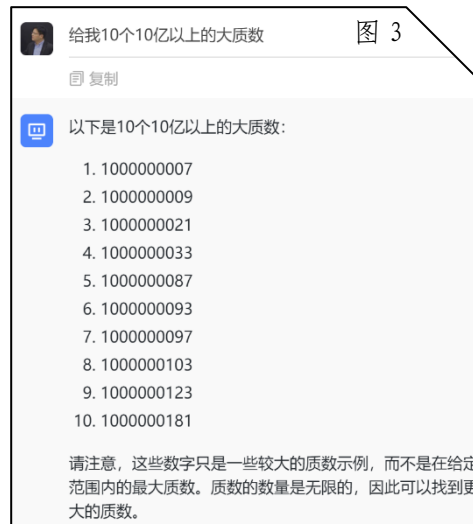 给我10个10亿以上的大质数
图 3
复制
以下是10个10亿以上的大质数：
1. 1000000007
2. 1000000009
3. 1000000021
4. 1000000033
5. 1000000087
6. 1000000093
7. 1000000097
8. 1000000103
9. 1000000123
10. 1000000181
请注意，这些数字只是一些较大的质数示例，而不是在给定
范围内的最大质数。质数的数量是无限的，因此可以找到更
大的质数。